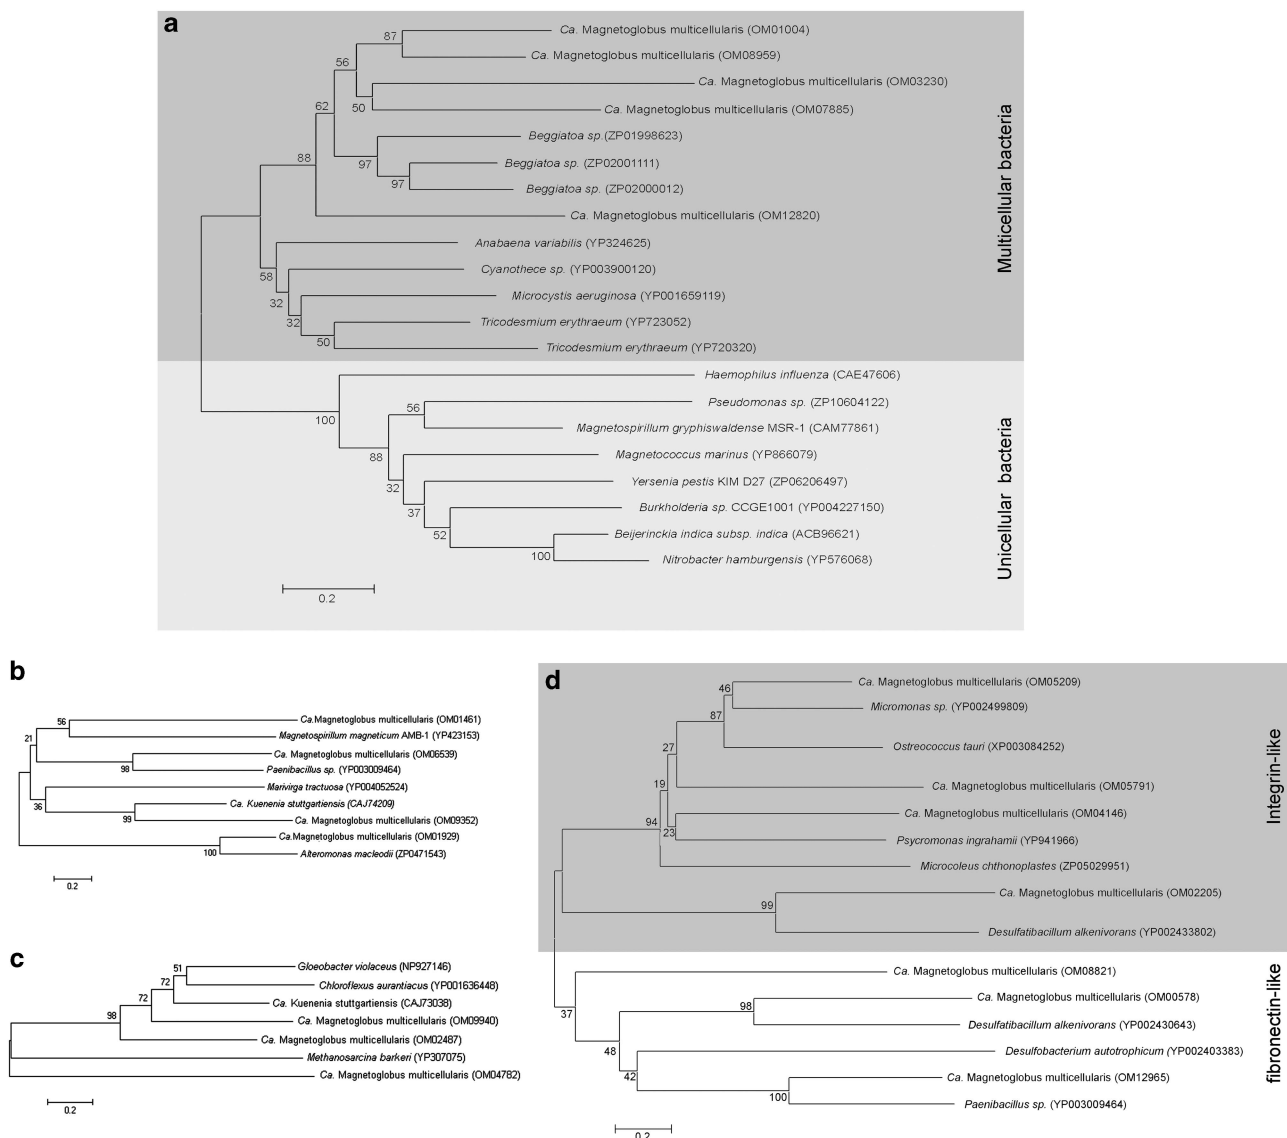 a
87
Ca. Magnetoglobus multicellularis (OM01004)
Ca. Magnetoglobus multicellularis (OM08959)
56
Ca. Magnetoglobus multicellularis (OM03230)
50
Ca. Magnetoglobus multicellularis (OM07885)
62
Beggiatoa sp.(ZP01998623)
97
Beggiatoa sp. (ZP02001111)
97
Beggiatoa sp. (ZP02000012)
88
Ca. Magnetoglobus multicellularis (OM12820)
Anabaena variabilis (YP324625)
58
Cyanothece sp. (YP003900120)
32
Microcystis aeruginosa (YP001659119)
32
Tricodesmium erythraeum (YP723052)
50
Tricodesmium erythraeum (YP720320)
Multicellular bacteria
Haemophilus influenza (CAE47606)
100
56
Pseudomonas sp. (ZP10604122)
Magnetospirillum gryphiswaldense MSR-1 (CAM77861)
88
Magnetococcus marinus (YP866079)
32
Yersenia pestis KIM D27 (ZP06206497)
37
Burkholderia sp. CCGE1001 (YP004227150)
52
Beijerinckia indica subsp. indica (ACB96621)
100
Nitrobacter hamburgensis (YP576068)
Unicellular bacteria
0.2
b
56
Ca.Magnetoglobus multicellularis (OM01461)
Magnetospirillum magneticum AMB-1 (YP423153)
21
Ca. Magnetoglobus multicellularis (OM06539)
98
Paenibacillus sp. (YP003009464)
Marivirga tractuosa (YP004052524)
36
Ca. Kuenenia stuttgartiensis (CAJ74209)
99
Ca. Magnetoglobus multicellularis (OM09352)
Ca.Magnetoglobus multicellularis (OM01929)
100
Alteromonas macleodii (ZP0471543)
0.2
c
51
Gloeobacter violaceus (NP927146)
72
Chloroflexus aurantiacus (YP001636448)
72
Ca. Kuenenia stuttgartiensis (CAJ73038)
98
Ca. Magnetoglobus multicellularis (OM09940)
Ca. Magnetoglobus multicellularis (OM02487)
Methanosarcina barkeri (YP307075)
Ca. Magnetoglobus multicellularis (OM04782)
0.2
d
46
Ca. Magnetoglobus multicellularis (OM05209)
Micromonas sp. (YP002499809)
87
Ostreococcus tauri (XP003084252)
27
Ca. Magnetoglobus multicellularis (OM05791)
19
Ca. Magnetoglobus multicellularis (OM04146)
23
Psycromonas ingrahamii (YP941966)
94
Microcoleus chthonoplastes (ZP05029951)
Ca. Magnetoglobus multicellularis (OM02205)
99
Desulfatibacillum alkenivorans (YP002433802)
Integrin-like
Ca. Magnetoglobus multicellularis (OM08821)
37
98
Ca. Magnetoglobus multicellularis (OM00578)
Desulfatibacillum alkenivorans (YP002430643)
48
Desulfobacterium autotrophicum (YP002403383)
42
Ca. Magnetoglobus multicellularis (OM12965)
100
Paenibacillus sp. (YP003009464)
fibronectin-like
0.2